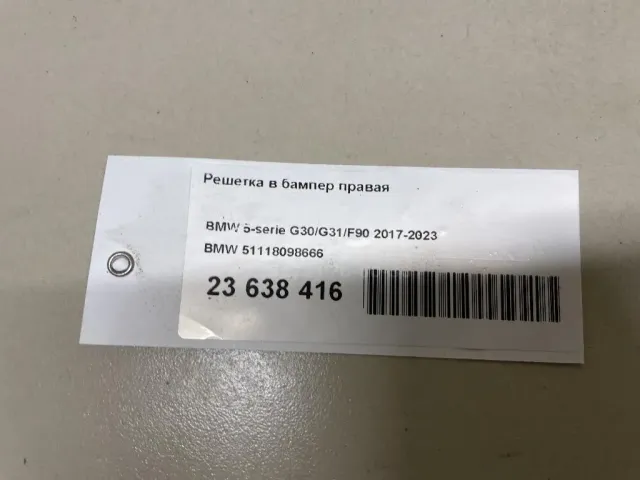 Решетка в бампер правая
BMW 5-serie G30/G31/F90 2017-2023
BMW 51118098666
23 638 416